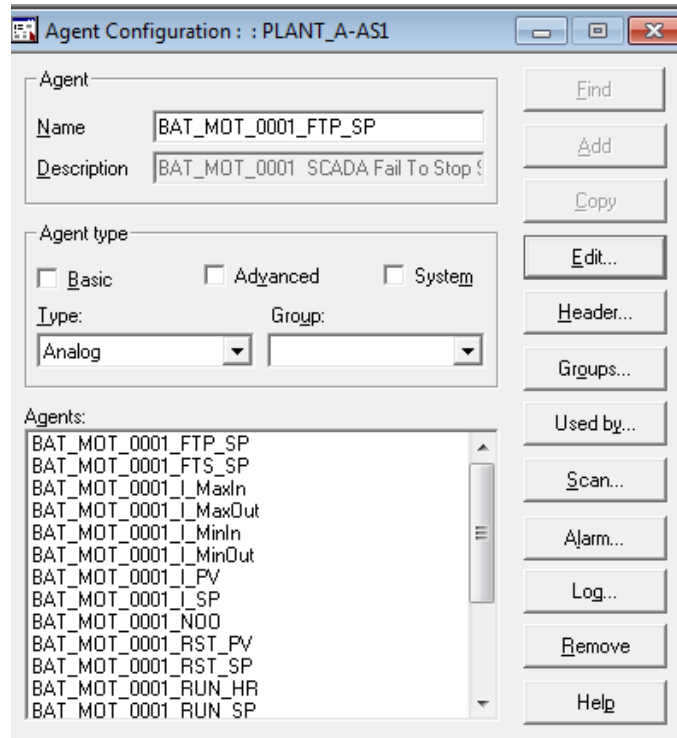 Agent Configuration : : PLANT_A-AS1
Agent
Name BAT_MOT_0001_FTP_SP
Description BAT_MOT_0001 SCADA Fail To Stop
Agent type
Basic Advanced System
Type: Group:
Analog
Agents:
BAT_MOT_0001_FTP_SP
BAT_MOT_0001_FTS_SP
BAT_MOT_0001_I_MaxIn
BAT_MOT_0001_I_MaxOut
BAT_MOT_0001_I_MinIn
BAT_MOT_0001_I_MinOut
BAT_MOT_0001_I_PV
BAT_MOT_0001_I_SP
BAT_MOT_0001_NOO
BAT_MOT_0001_RST_PV
BAT_MOT_0001_RST_SP
BAT_MOT_0001_RUN_HR
BAT_MOT_0001_RUN_SP
Find
Add
Copy
Edit...
Header...
Groups...
Used by...
Scan...
Alarm...
Log...
Remove
Help